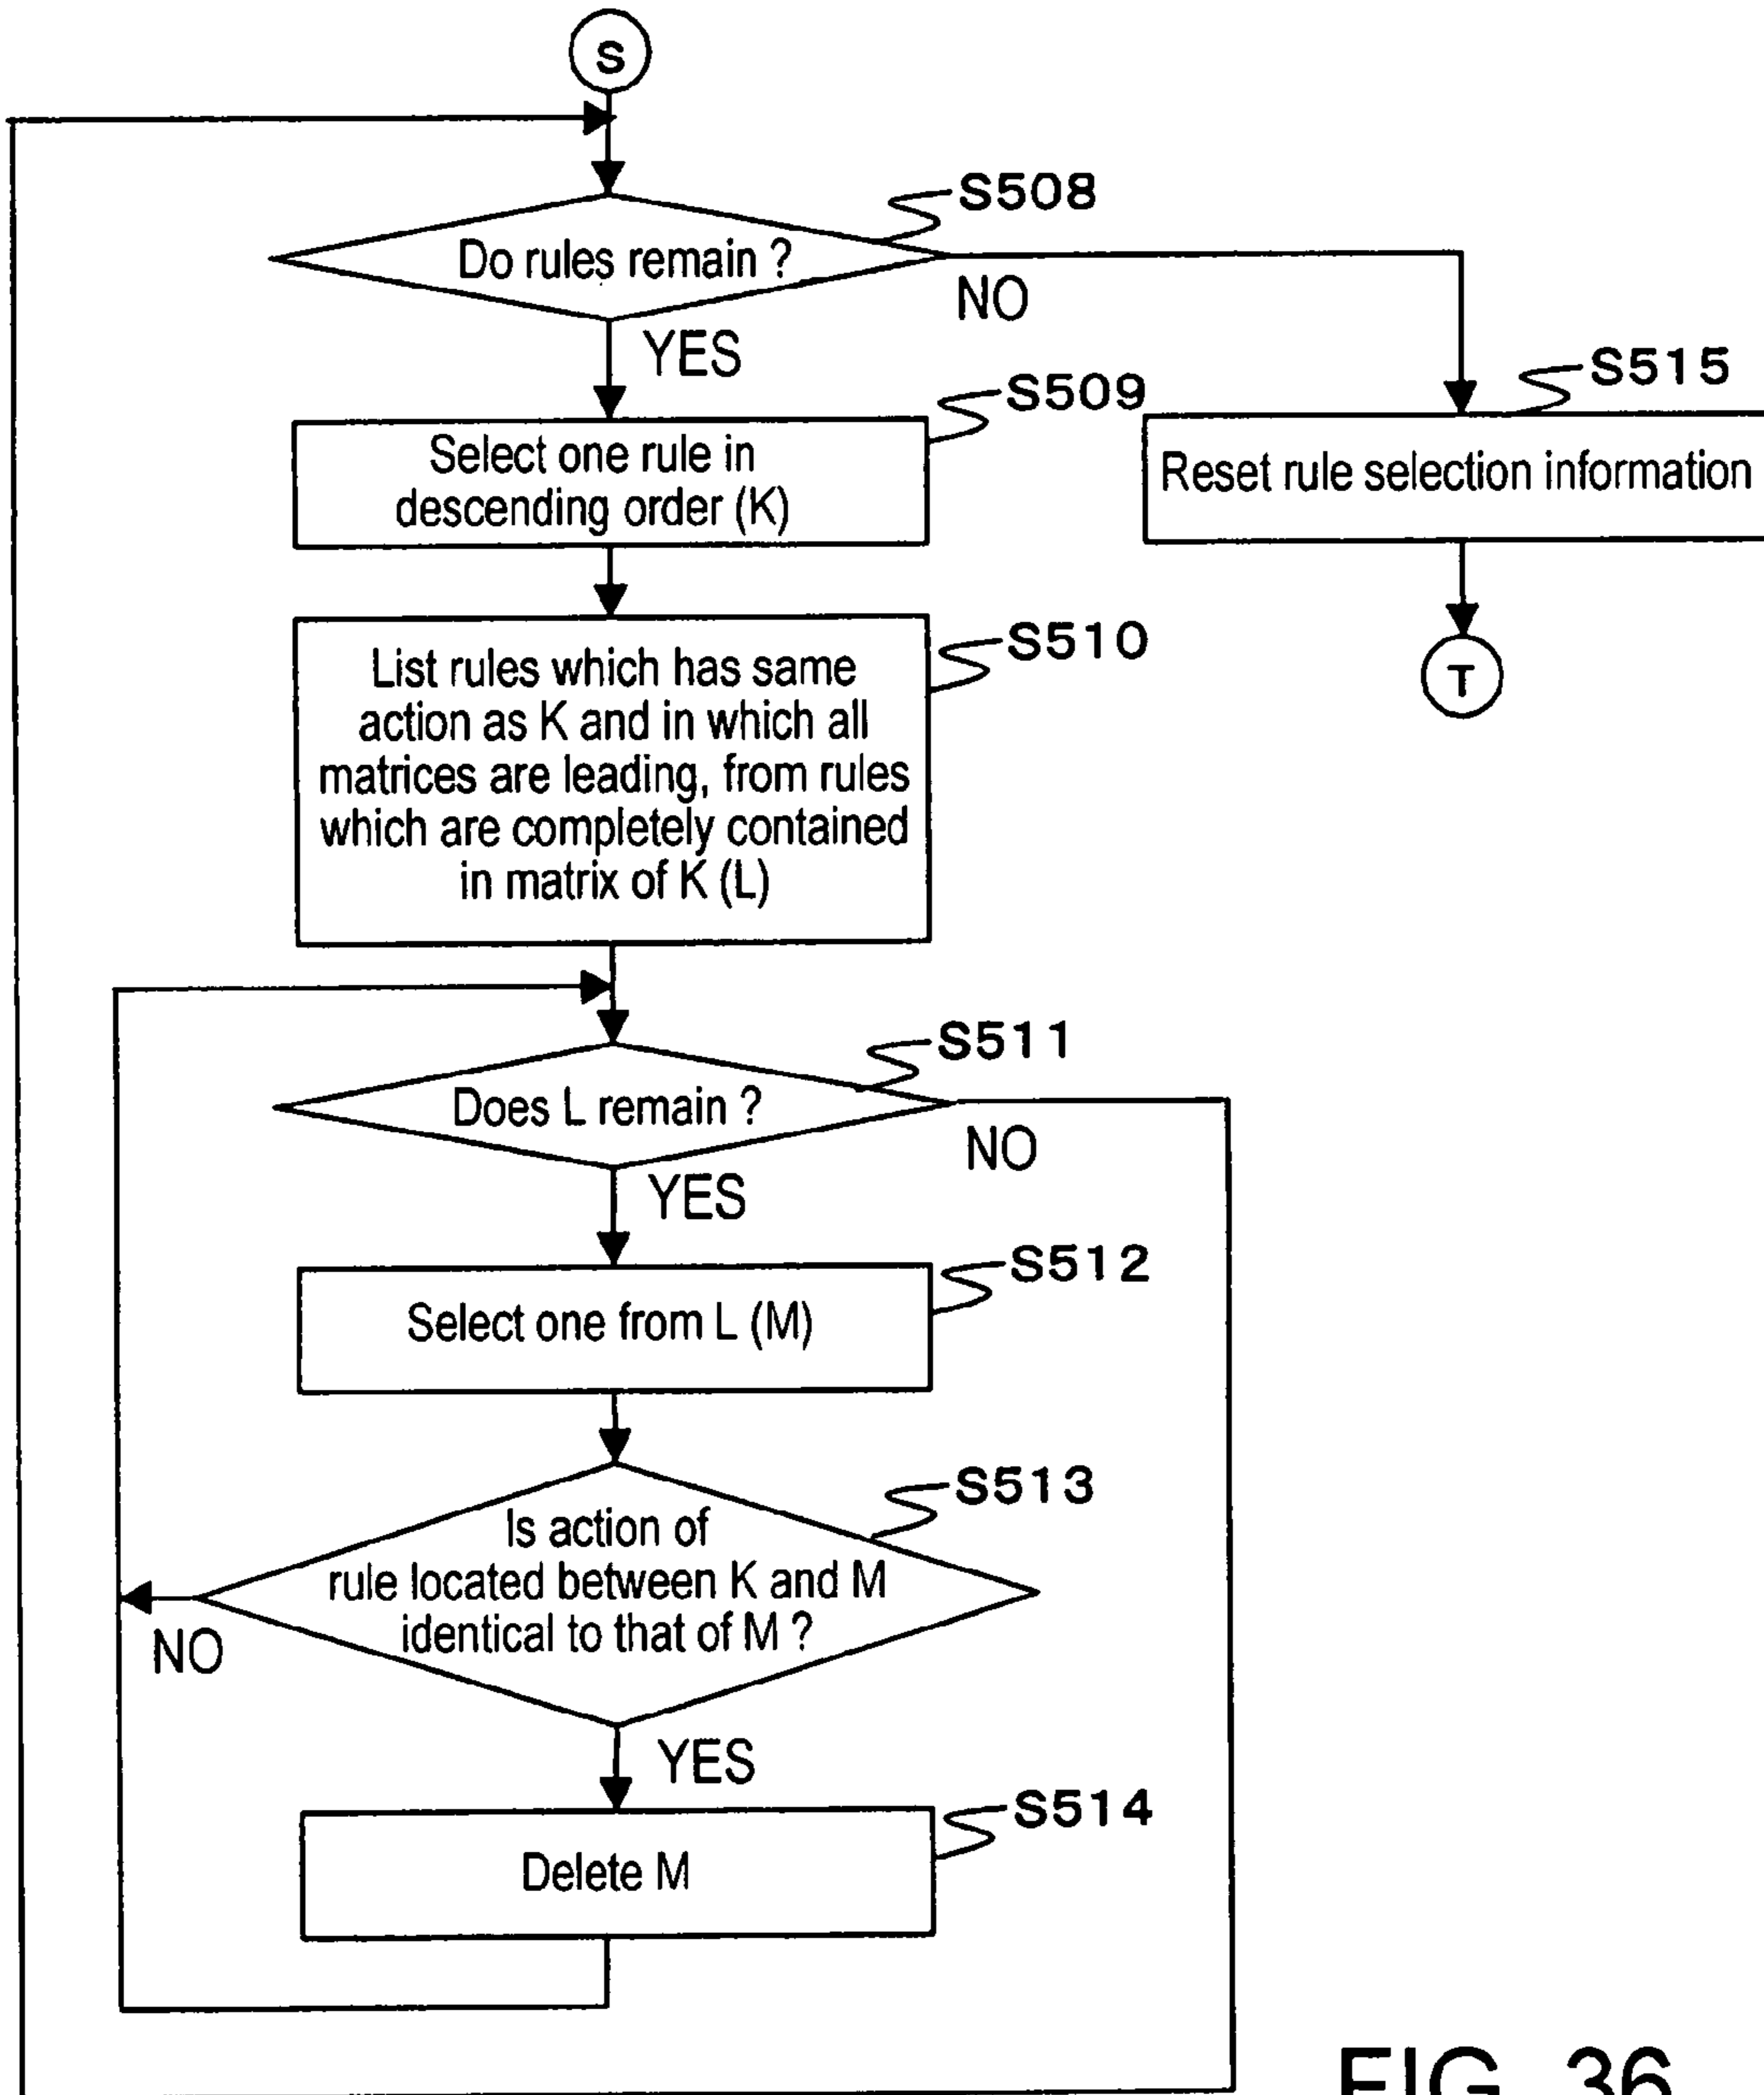 S
S508
Do rules remain ?
NO
YES
S509
S515
Select one rule in
descending order (K)
Reset rule selection information
S510
List rules which has same
action as K and in which all
matrices are leading, from rules
which are completely contained
in matrix of K (L)
T
S511
Does L remain ?
NO
YES
S512
Select one from L (M)
S513
Is action of
rule located between K and M
identical to that of M ?
NO
YES
S514
Delete M
FIG. 36